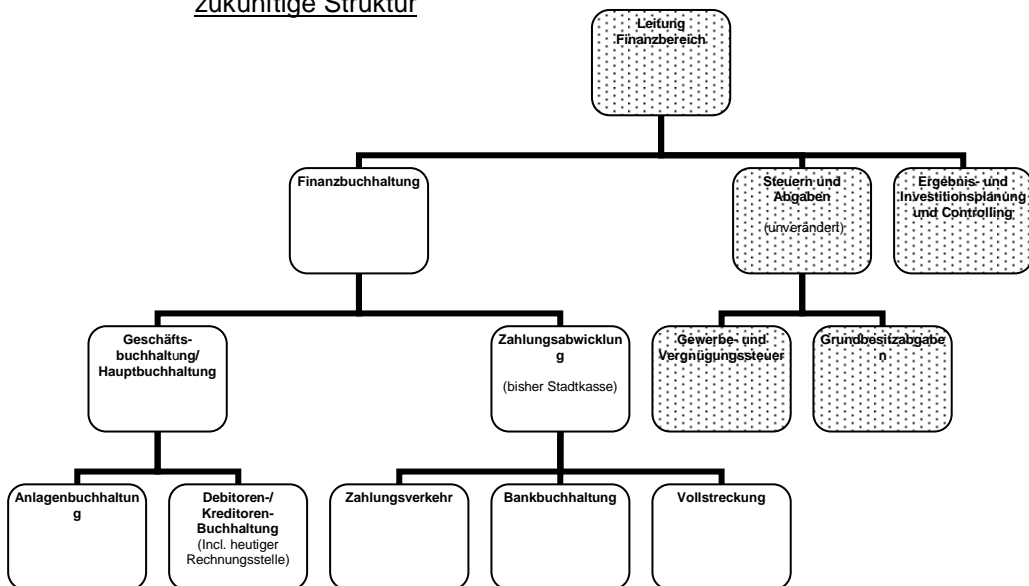 zukünftige Struktur
Leitung
Finanzbereich
Finanzbuchhaltung
Steuern und
Abgaben
(unverändert)
Ergebnis- und
Investitionsplanung
und Controlling
Geschäfts-
buchhaltung/
Hauptbuchhaltung
Zahlungsabwicklun
g
(bisher Stadtkasse)
Gewerbe- und
Vergnügungssteuer
Grundbesitzabgabe
n
Anlagenbuchhaltun
g
Debitoren-/
Kreditoren-
Buchhaltung
(Incl. heutiger
Rechnungsstelle)
Zahlungsverkehr
Bankbuchhaltung
Vollstreckung